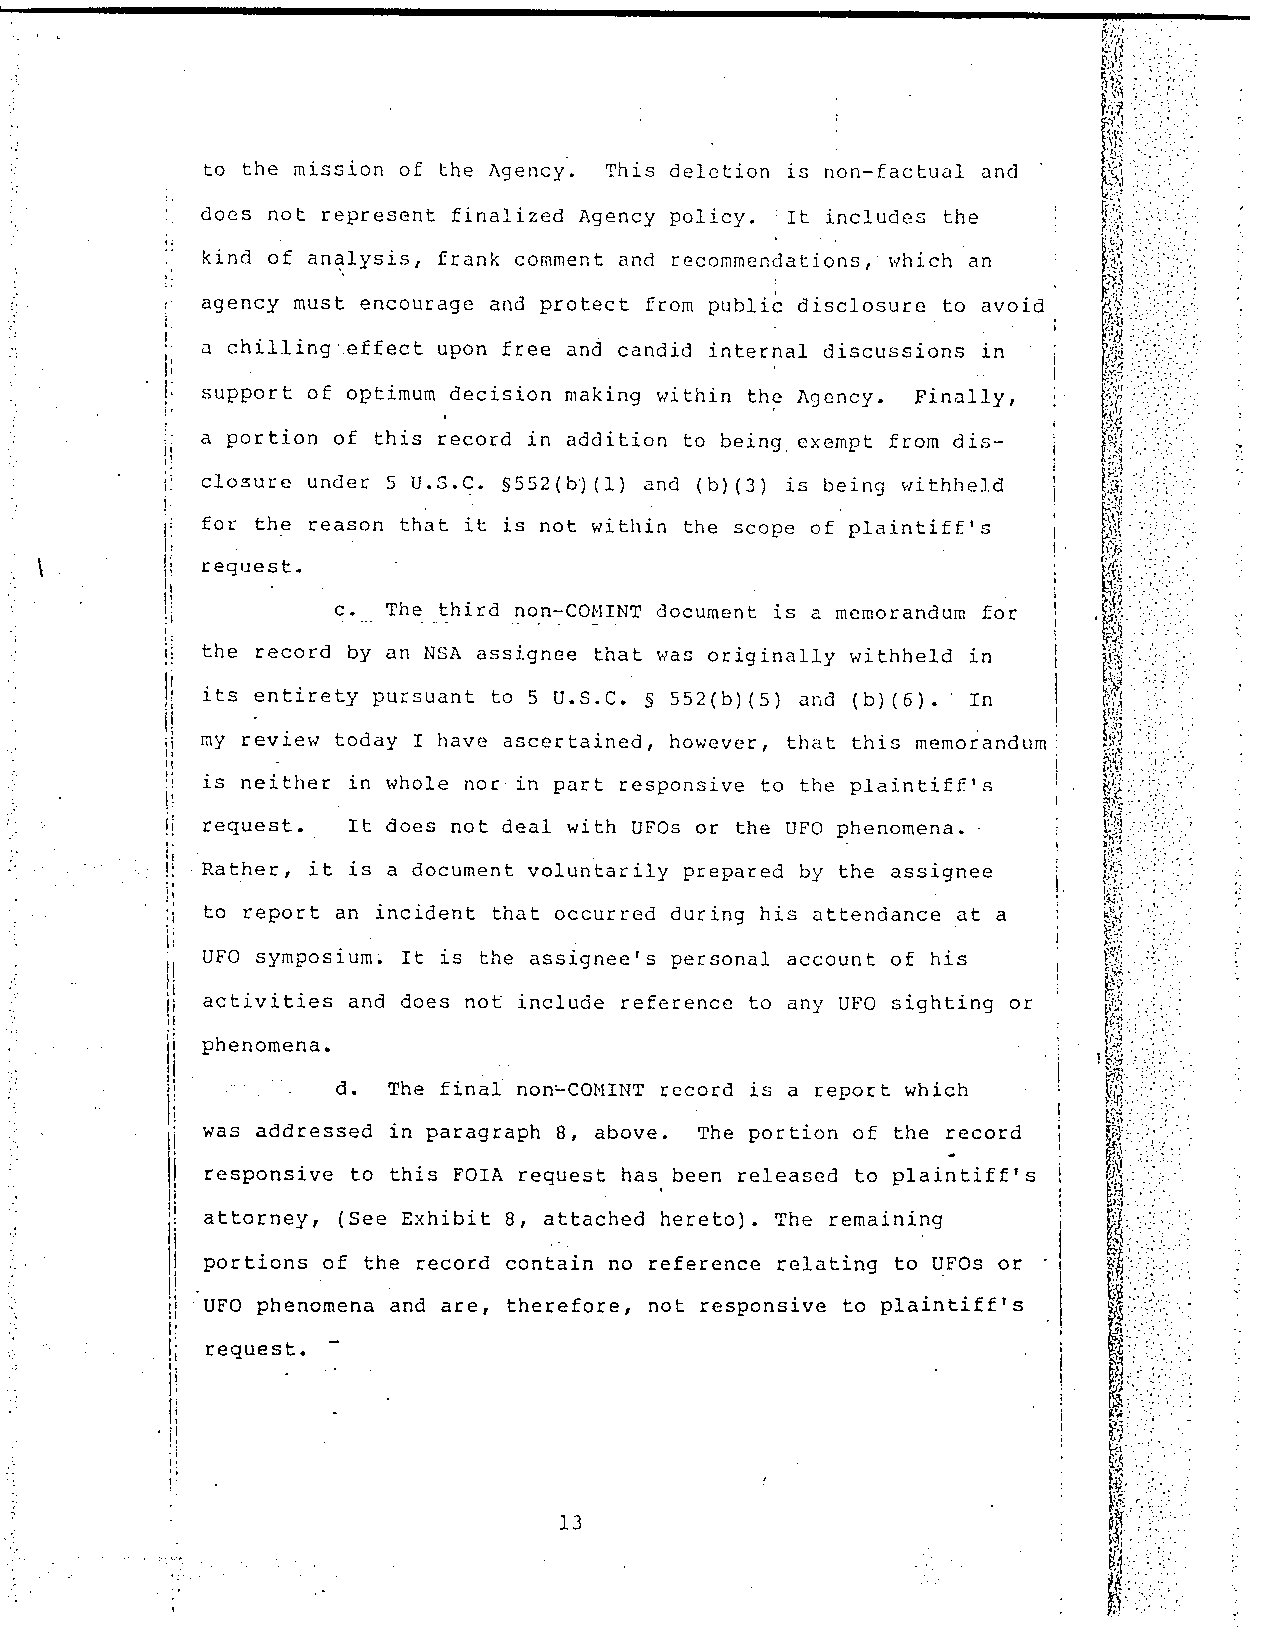 to the mission of the Agency. This deletion is non-factual and
does not represent finalized Agency policy. It includes the
kind of analysis, frank comment and recommendations, which an
agency must encourage and protect from public disclosure to avoid
a chilling effect upon free and candid internal discussions in
support of optimum decision making within the Agency. Finally,
a portion of this record in addition to being exempt from dis-
closure under 5 U.S.C. §552(b)(1) and (b)(3) is being withheld
for the reason that it is not within the scope of plaintiff's
request.
c. The third non-COMINT document is a memorandum for
the record by an NSA assignee that was originally withheld in
its entirety pursuant to 5 U.S.C. § 552(b)(5) and (b)(6). In
my review today I have ascertained, however, that this memorandum
is neither in whole nor in part responsive to the plaintiff's
request. It does not deal with UFOs or the UFO phenomena.
Rather, it is a document voluntarily prepared by the assignee
to report an incident that occurred during his attendance at a
UFO symposium. It is the assignee's personal account of his
activities and does not include reference to any UFO sighting or
phenomena.
d. The final non-COMINT record is a report which
was addressed in paragraph 8, above. The portion of the record
responsive to this FOIA request has been released to plaintiff's
attorney, (See Exhibit 8, attached hereto). The remaining
portions of the record contain no reference relating to UFOs or
UFO phenomena and are, therefore, not responsive to plaintiff's
request.
13